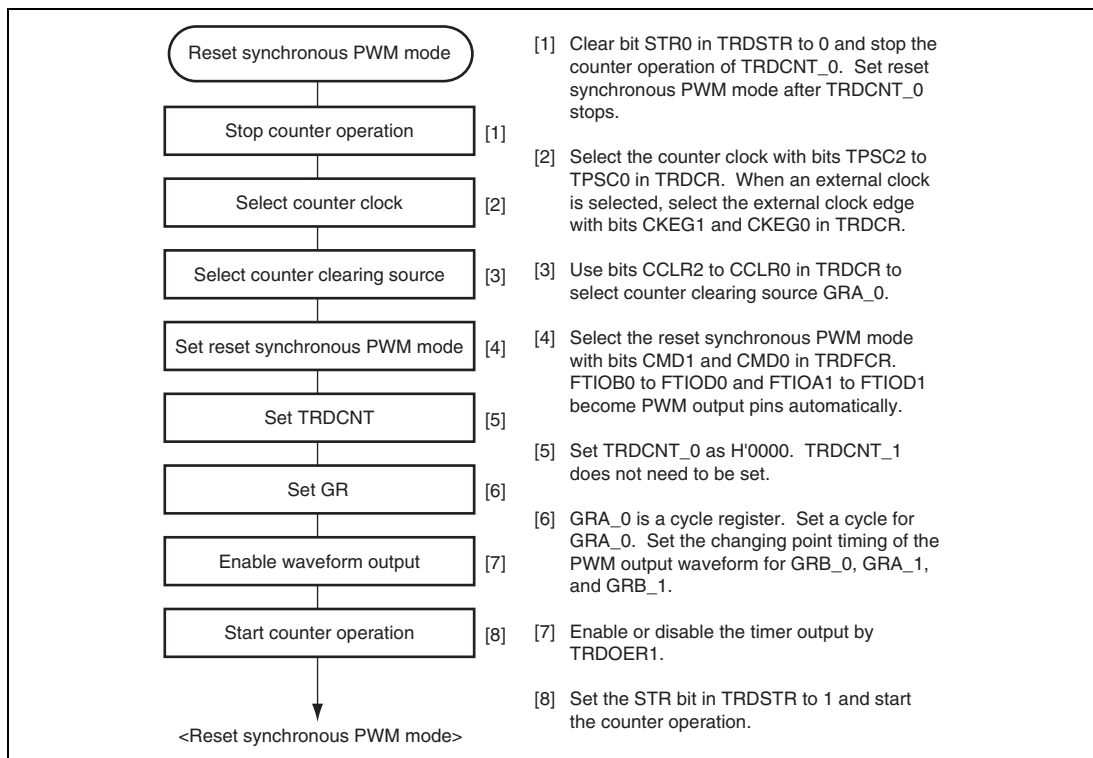 Reset synchronous PWM mode
Stop counter operation
[1]
Select counter clock
[2]
Select counter clearing source
[3]
Set reset synchronous PWM mode
[4]
Set TRDCNT
[5]
Set GR
[6]
Enable waveform output
[7]
Start counter operation
[8]
<Reset synchronous PWM mode>
[1] Clear bit STR0 in TRDSTR to 0 and stop the
counter operation of TRDCNT_0. Set reset
synchronous PWM mode after TRDCNT_0
stops.
[2] Select the counter clock with bits TPSC2 to
TPSC0 in TRDCR. When an external clock
is selected, select the external clock edge
with bits CKEG1 and CKEG0 in TRDCR.
[3] Use bits CCLR2 to CCLR0 in TRDCR to
select counter clearing source GRA_0.
[4] Select the reset synchronous PWM mode
with bits CMD1 and CMD0 in TRDFCR.
FTIOB0 to FTIOD0 and FTIOA1 to FTIOD1
become PWM output pins automatically.
[5] Set TRDCNT_0 as H'0000. TRDCNT_1
does not need to be set.
[6] GRA_0 is a cycle register. Set a cycle for
GRA_0. Set the changing point timing of the
PWM output waveform for GRB_0, GRA_1,
and GRB_1.
[7] Enable or disable the timer output by
TRDOER1.
[8] Set the STR bit in TRDSTR to 1 and start
the counter operation.